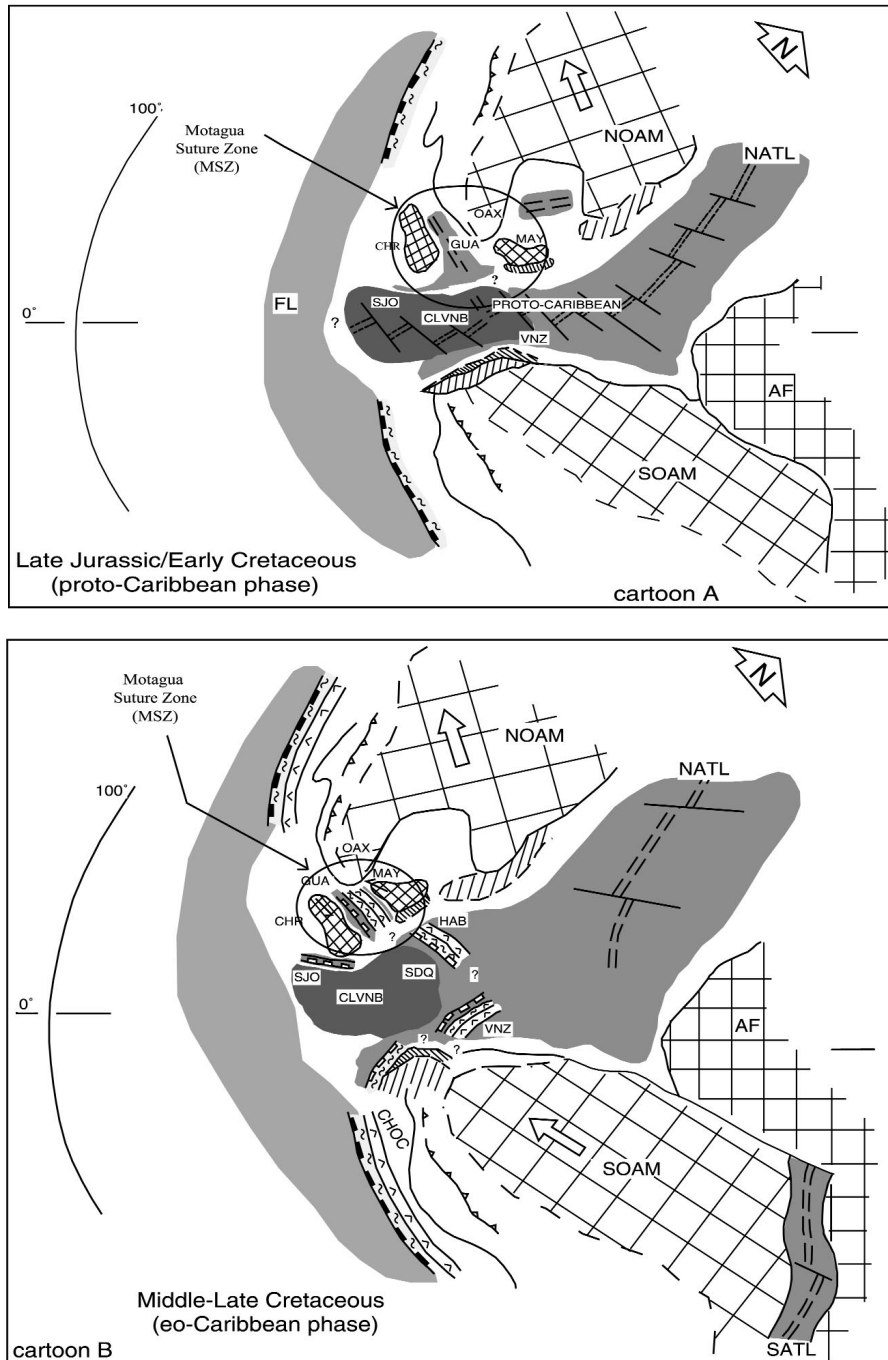 N
100°
Motagua
Suture Zone
(MSZ)
NOAM
NATL
OAX
CHR
GUA
MAY
?
FL
SJO
PROTO-CARIBBEAN
0°
?
CLVNB
VNZ
AF
SOAM
Late Jurassic/Early Cretaceous
(proto-Caribbean phase)
cartoon A
Motagua
Suture Zone
(MSZ)
N
NOAM
NATL
100°
OAX
GUA
MAY
CHR
HAB
?
SJO
SDQ
?
CLVNB
0°
VNZ
AF
?
?
CHOC
SOAM
Middle-Late Cretaceous
(eo-Caribbean phase)
cartoon B
SATL